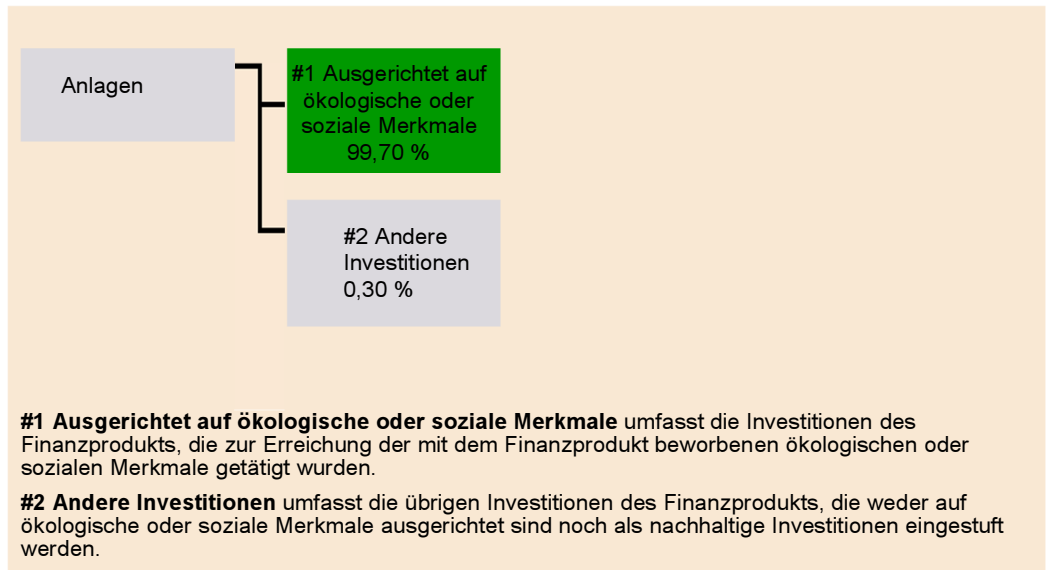 Anlagen
#1 Ausgerichtet auf
ökologische oder
soziale Merkmale
99,70 %
#2 Andere
Investitionen
0,30 %
#1 Ausgerichtet auf ökologische oder soziale Merkmale umfasst die Investitionen des
Finanzprodukts, die zur Erreichung der mit dem Finanzprodukt beworbenen ökologischen oder
sozialen Merkmale getätigt wurden.
#2 Andere Investitionen umfasst die übrigen Investitionen des Finanzprodukts, die weder auf
ökologische oder soziale Merkmale ausgerichtet sind noch als nachhaltige Investitionen eingestuft
werden.